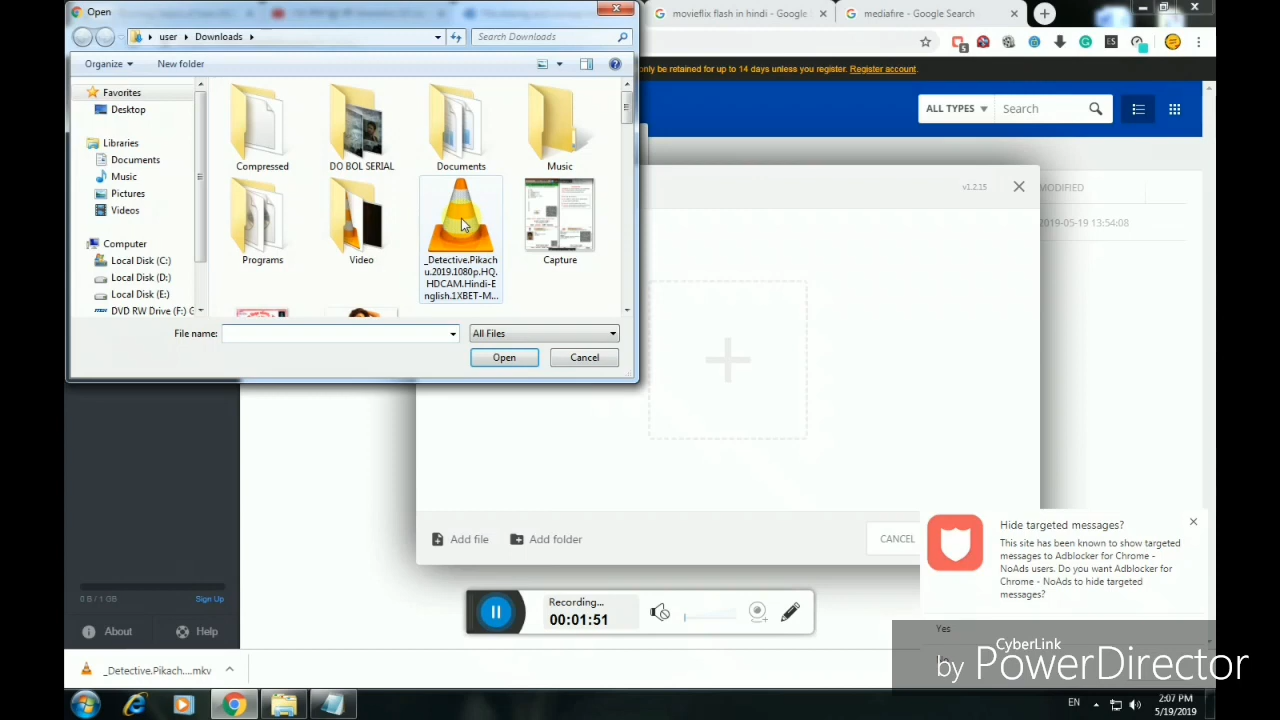 Open
movieflix flash in hindi - Google
mediafire - Google Search
user
Downloads
Search Downloads
Organize
New folder
only be retained for up to 14 days unless you register. Register account.
Favorites
Desktop
Libraries
Documents
Music
Pictures
Videos
Computer
Local Disk (C:)
Local Disk (D:)
Local Disk (E:)
DVD RW Drive (F:) G
Compressed
DO BOL SERIAL
Documents
Music
Programs
Video
_Detective.Pikach
u.2019.1080p.HQ.
HDCAM.Hindi-E
nglish.1XBET-M...
Capture
File name:
All Files
Open
Cancel
ALL TYPES
Search
v1.2.15
MODIFIED
2019-05-19 13:54:08
Add file
Add folder
CANCEL
Hide targeted messages?
This site has been known to show targeted
messages to Adblocker for Chrome -
NoAds users. Do you want Adblocker for
Chrome - NoAds to hide targeted
messages?
Yes
0 B / 1 GB
Sign Up
About
Help
Recording...
00:01:51
_Detective.Pikach....mkv
CyberLink
by PowerDirector
EN
2:07 PM
5/19/2019